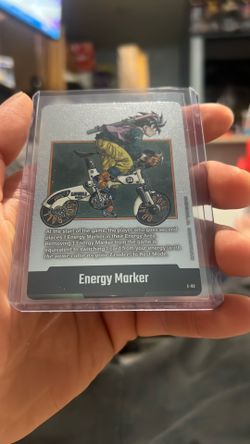 At the start of the game, the player who goes second
places 1 Energy Marker in their Energy Area.
Removing 1 Energy Marker from the game is
equivalent to switching 1 card from your energy with
the same color as your Leader to Rest Mode.
Energy Marker